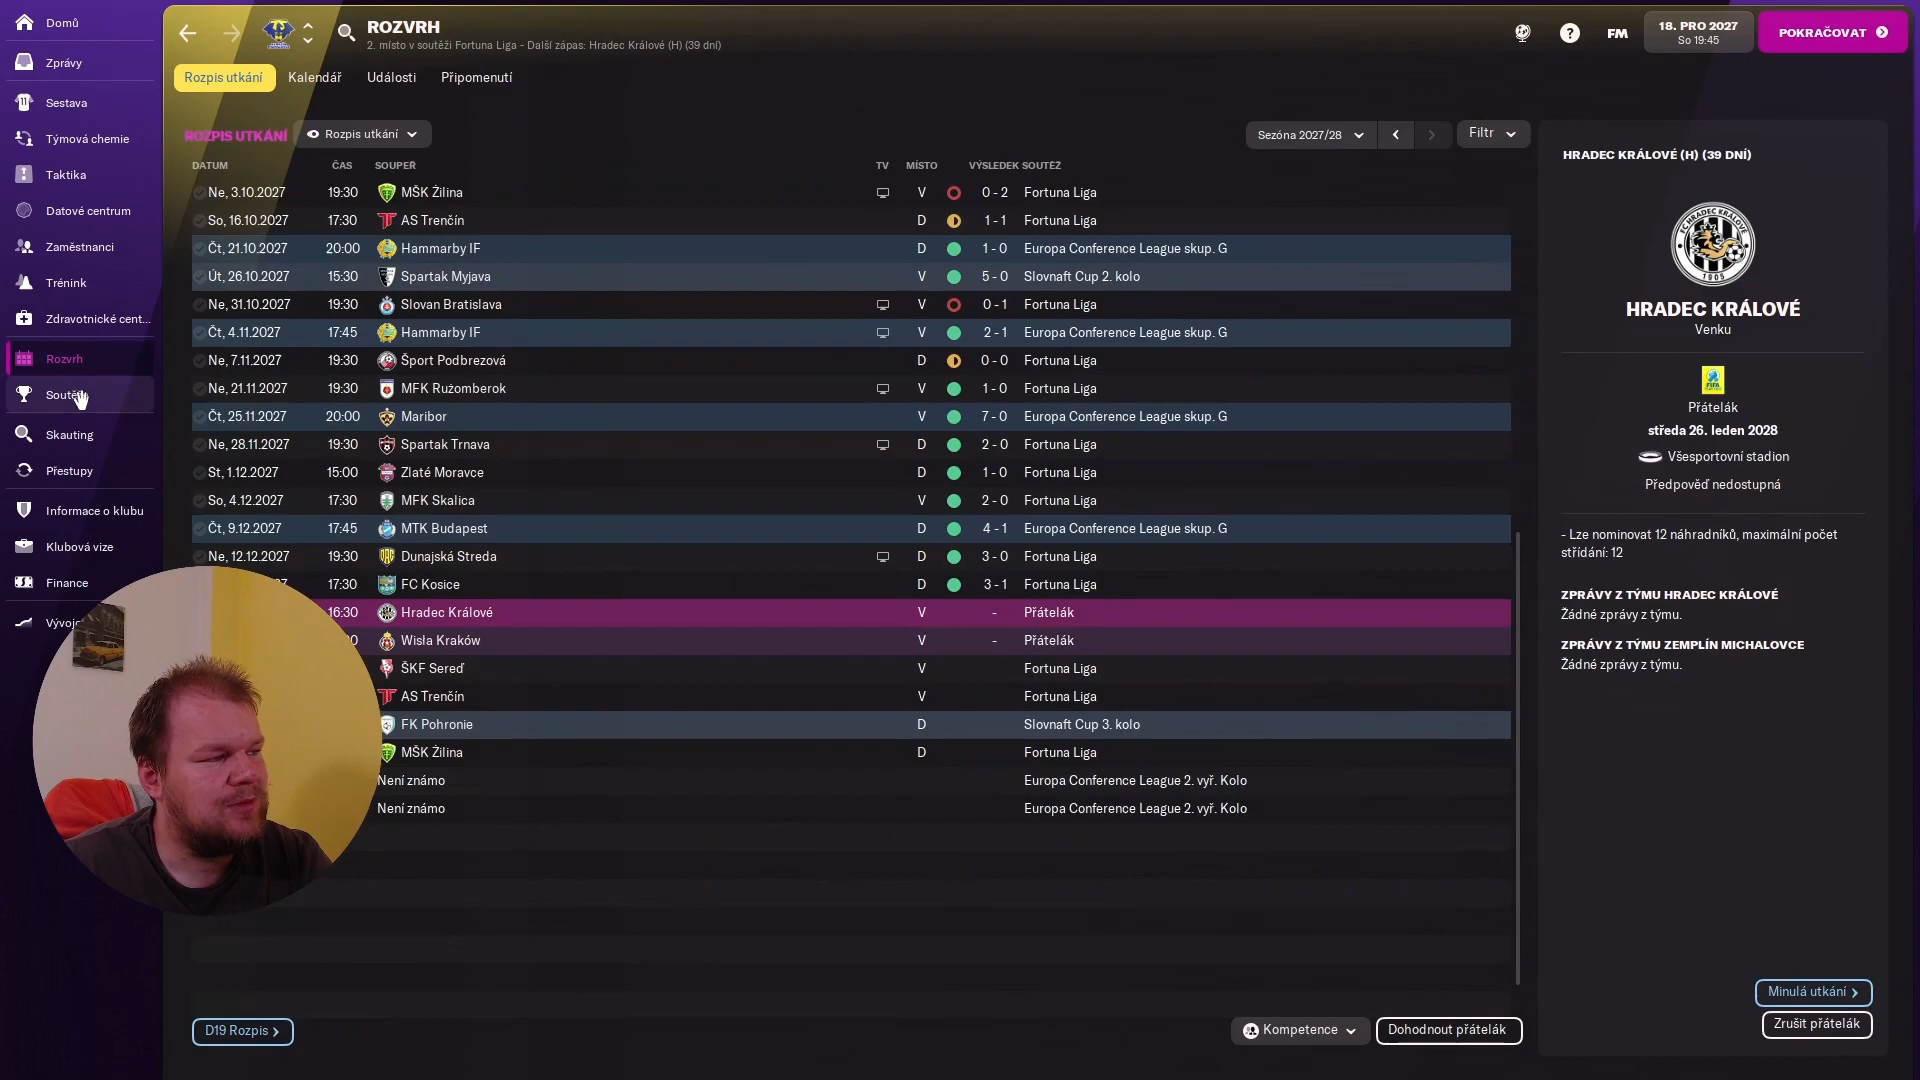 Domů
Zprávy
Sestava
Týmová chemie
Taktika
Datové centrum
Zaměstnanci
Trénink
Zdravotnické cent...
Rozvrh
Soutěž
Skauting
Přestupy
Informace o klubu
Klubová vize
Finance
ROZVRH
2. místo v soutěži Fortuna Liga - Další zápas: Hradec Králové (H) (39 dní)
FM
18. PRO 2027
So 19:45
POKRAČOVAT
Rozpis utkání Kalendář Události Připomenutí
ROZPIS UTKÁNÍ Rozpis utkání Sezóna 2027/28 Filtr
DATUM ČAS SOUPEŘ TV MÍSTO VÝSLEDEK SOUTĚŽ
Ne, 3.10.2027 19:30 MŠK Žilina V 0 - 2 Fortuna Liga
So, 16.10.2027 17:30 AS Trenčín D 1 - 1 Fortuna Liga
Čt, 21.10.2027 20:00 Hammarby IF D 1 - 0 Europa Conference League skup. G
Út, 26.10.2027 15:30 Spartak Myjava V 5 - 0 Slovnaft Cup 2. kolo
Ne, 31.10.2027 19:30 Slovan Bratislava V 0 - 1 Fortuna Liga
Čt, 4.11.2027 17:45 Hammarby IF V 2 - 1 Europa Conference League skup. G
Ne, 7.11.2027 19:30 Šport Podbrezová D 0 - 0 Fortuna Liga
Ne, 21.11.2027 19:30 MFK Ružomberok V 1 - 0 Fortuna Liga
Čt, 25.11.2027 20:00 Maribor V 7 - 0 Europa Conference League skup. G
Ne, 28.11.2027 19:30 Spartak Trnava D 2 - 0 Fortuna Liga
St, 1.12.2027 15:00 Zlaté Moravce D 1 - 0 Fortuna Liga
So, 4.12.2027 17:30 MFK Skalica V 2 - 0 Fortuna Liga
Čt, 9.12.2027 17:45 MTK Budapest D 4 - 1 Europa Conference League skup. G
Ne, 12.12.2027 19:30 Dunajská Streda D 3 - 0 Fortuna Liga
17:30 FC Kosice D 3 - 1 Fortuna Liga
16:30 Hradec Králové V - Přátelák
Wisła Kraków V - Přátelák
ŠKF Sereď V Fortuna Liga
AS Trenčín V Fortuna Liga
FK Pohronie D Slovnaft Cup 3. kolo
MŠK Žilina D Fortuna Liga
Není známo Europa Conference League 2. vyř. Kolo
Není známo Europa Conference League 2. vyř. Kolo
D19 Rozpis
Kompetence
Dohodnout přátelák
HRADEC KRÁLOVÉ (H) (39 DNÍ)
FC HRADEC KRÁLOVÉ
1905
HRADEC KRÁLOVÉ
Venku
FIFA
Přátelák
středa 26. leden 2028
Všesportovní stadion
Předpověď nedostupná
- Lze nominovat 12 náhradníků, maximální počet
střídání: 12
ZPRÁVY Z TÝMU HRADEC KRÁLOVÉ
Žádné zprávy z týmu.
ZPRÁVY Z TÝMU ZEMPLÍN MICHALOVCE
Žádné zprávy z týmu.
Minulá utkání
Zrušit přátelák